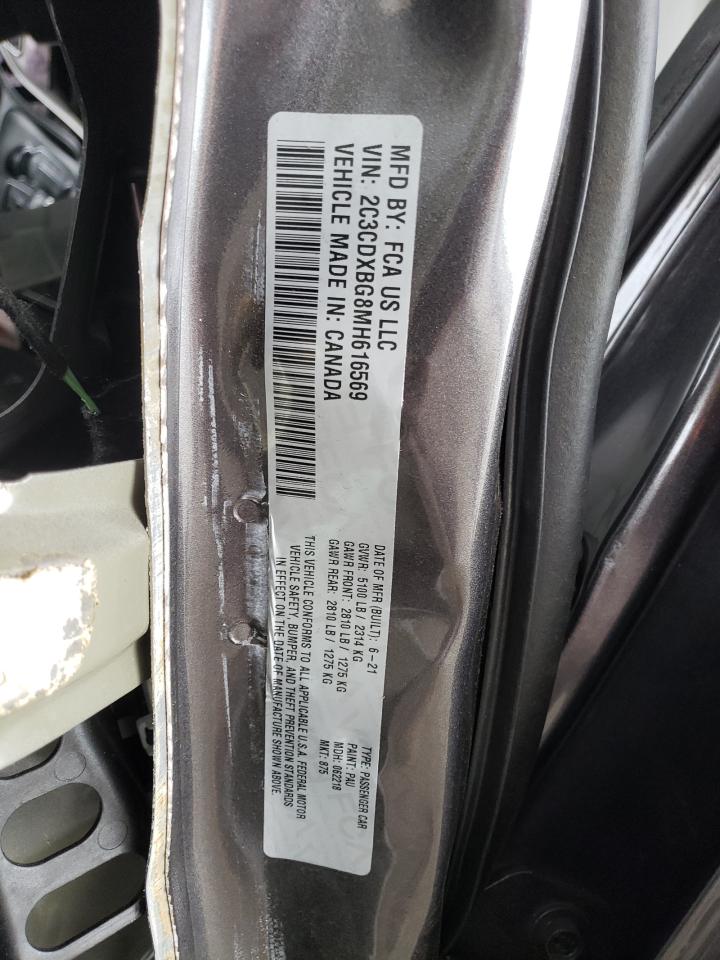 MFD BY: FCA US LLC
VIN: 2C3CDXBG8MH616569
VEHICLE MADE IN: CANADA
DATE OF MFR (BUILT): 6-21
GVWR: 5100 LB / 2314 KG
GAWR FRONT: 2810 LB / 1275 KG
GAWR REAR: 2810 LB / 1275 KG
THIS VEHICLE CONFORMS TO ALL APPLICABLE U.S.A. FEDERAL MOTOR
VEHICLE SAFETY, BUMPER, AND THEFT PREVENTION STANDARDS
IN EFFECT ON THE DATE OF MANUFACTURE SHOWN ABOVE.
TYPE: PASSENGER CAR
PAINT: PAU
MDH: 062218
MKT: 875